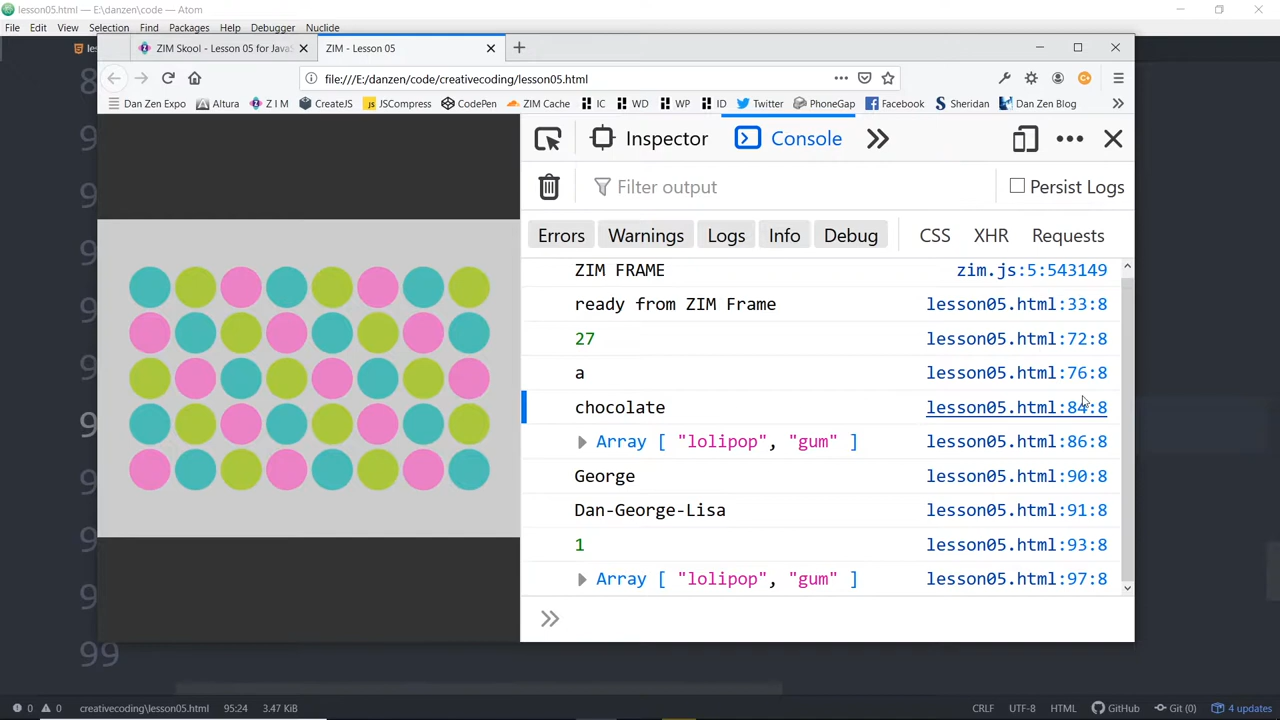 lesson05.html — E:\danzen\code — Atom
File Edit View Selection Find Packages Help Debugger Nuclide
ZIM Skool - Lesson 05 for JavaS
ZIM - Lesson 05
file:///E:/danzen/code/creativecoding/lesson05.html
Dan Zen Expo Altura Z I M CreateJS JSCompress CodePen ZIM Cache IC WD WP ID Twitter PhoneGap Facebook Sheridan Dan Zen Blog
Inspector Console
Filter output Persist Logs
Errors Warnings Logs Info Debug CSS XHR Requests
ZIM FRAME zim.js:5:543149
ready from ZIM Frame lesson05.html:33:8
27 lesson05.html:72:8
a lesson05.html:76:8
chocolate lesson05.html:84:8
Array [ "lolipop", "gum" ] lesson05.html:86:8
George lesson05.html:90:8
Dan-George-Lisa lesson05.html:91:8
1 lesson05.html:93:8
Array [ "lolipop", "gum" ] lesson05.html:97:8
99
0 0 creativecoding\lesson05.html 95:24 3.47 KiB CRLF UTF-8 HTML GitHub Git (0) 4 updates